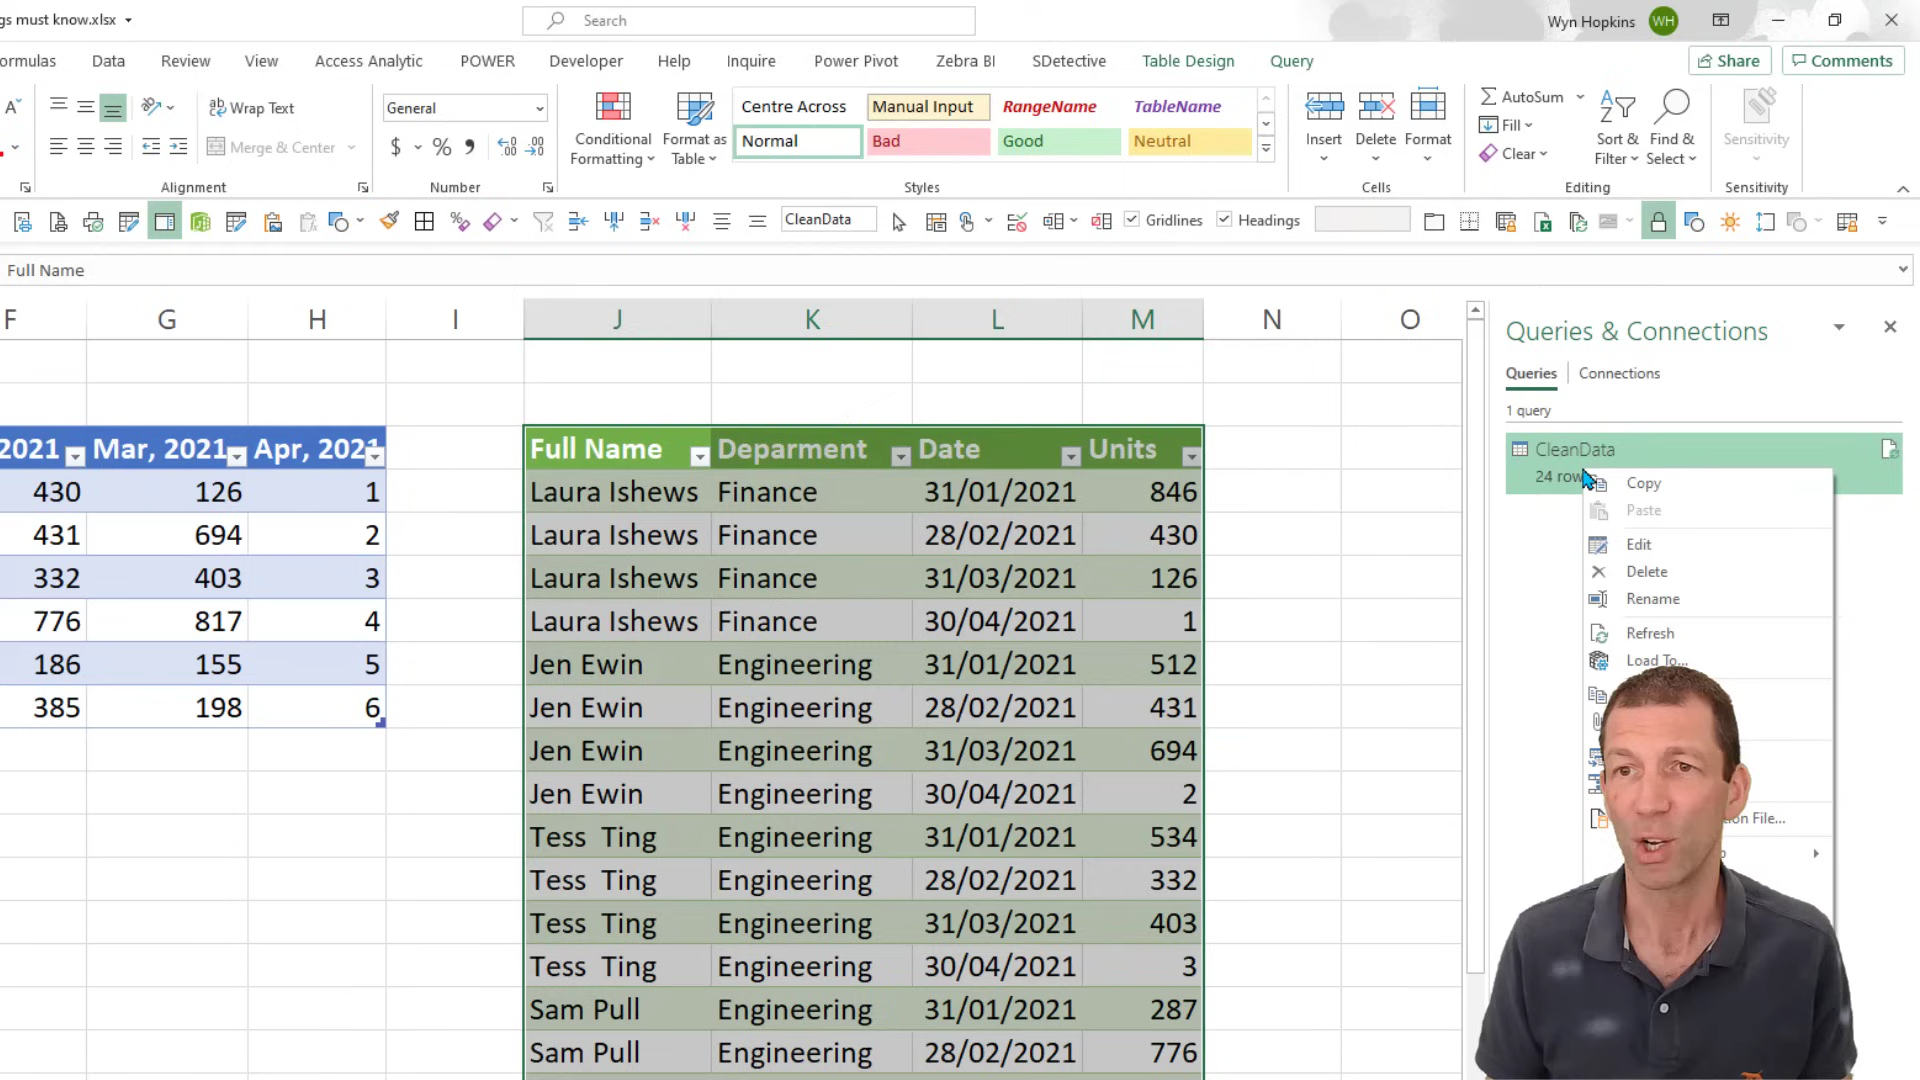 gs must know.xlsx
Search
Wyn Hopkins
WH
ormulas Data Review View Access Analytic POWER Developer Help Inquire Power Pivot Zebra BI SDetective Table Design Query
Share
Comments
Wrap Text
General
Conditional Formatting
Format as Table
Centre Across Manual Input RangeName TableName
Normal Bad Good Neutral
Insert
Delete
Format
AutoSum
Fill
Clear
Sort & Filter
Find & Select
Sensitivity
Merge & Center
Alignment Number Styles Cells Editing Sensitivity
CleanData
Gridlines
Headings
Full Name
F G H I J K L M N O
2021 Mar, 2021 Apr, 2021
430 126 1
431 694 2
332 403 3
776 817 4
186 155 5
385 198 6
Full Name Deparment Date Units
Laura Ishews Finance 31/01/2021 846
Laura Ishews Finance 28/02/2021 430
Laura Ishews Finance 31/03/2021 126
Laura Ishews Finance 30/04/2021 1
Jen Ewin Engineering 31/01/2021 512
Jen Ewin Engineering 28/02/2021 431
Jen Ewin Engineering 31/03/2021 694
Jen Ewin Engineering 30/04/2021 2
Tess Ting Engineering 31/01/2021 534
Tess Ting Engineering 28/02/2021 332
Tess Ting Engineering 31/03/2021 403
Tess Ting Engineering 30/04/2021 3
Sam Pull Engineering 31/01/2021 287
Sam Pull Engineering 28/02/2021 776
Queries & Connections
Queries Connections
1 query
CleanData
24 row
Copy
Paste
Edit
Delete
Rename
Refresh
Load To...
ion File...